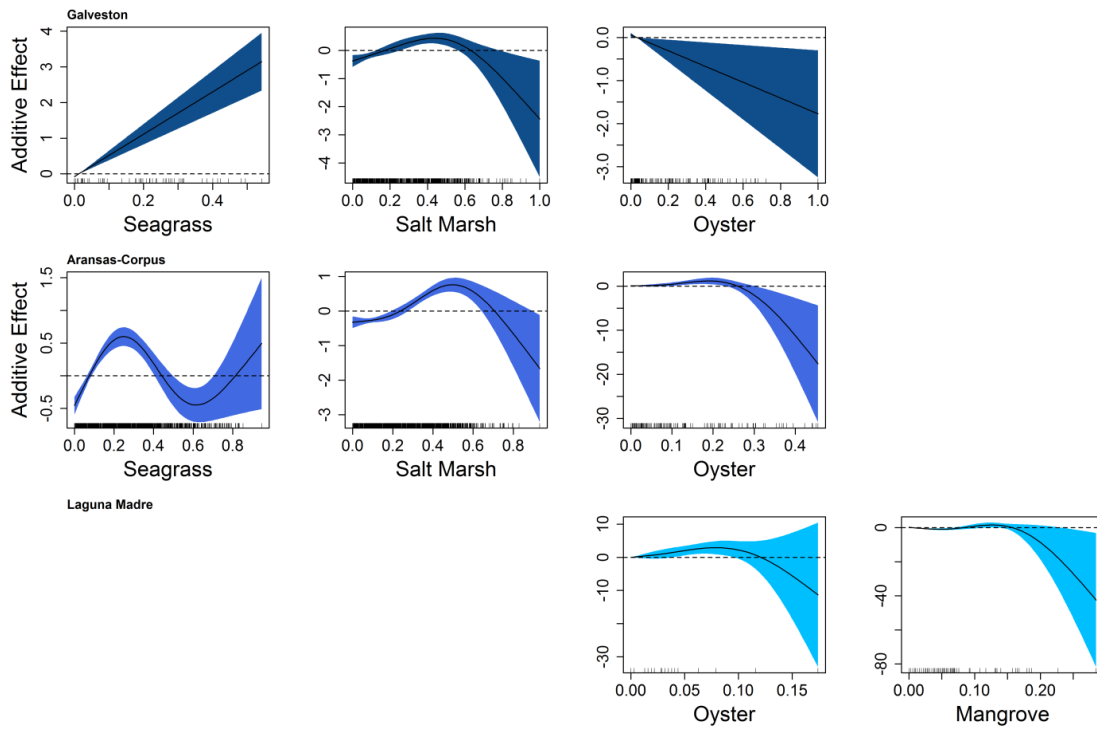 Galveston
Additive Effect
4
3
2
1
0
0.0 0.2 0.4
Seagrass
0
-1
-2
-3
-4
0.0 0.2 0.4 0.6 0.8 1.0
Salt Marsh
0.0
-1.0
-2.0
-3.0
0.0 0.2 0.4 0.6 0.8 1.0
Oyster
Aransas-Corpus
Additive Effect
1.5
0.5
-0.5
0.0 0.2 0.4 0.6 0.8
Seagrass
1
0
-1
-2
-3
0.0 0.2 0.4 0.6 0.8
Salt Marsh
0
-10
-20
-30
0.0 0.1 0.2 0.3 0.4
Oyster
Laguna Madre
10
0
-10
-30
0.00 0.05 0.10 0.15
Oyster
0
-40
-80
0.00 0.10 0.20
Mangrove